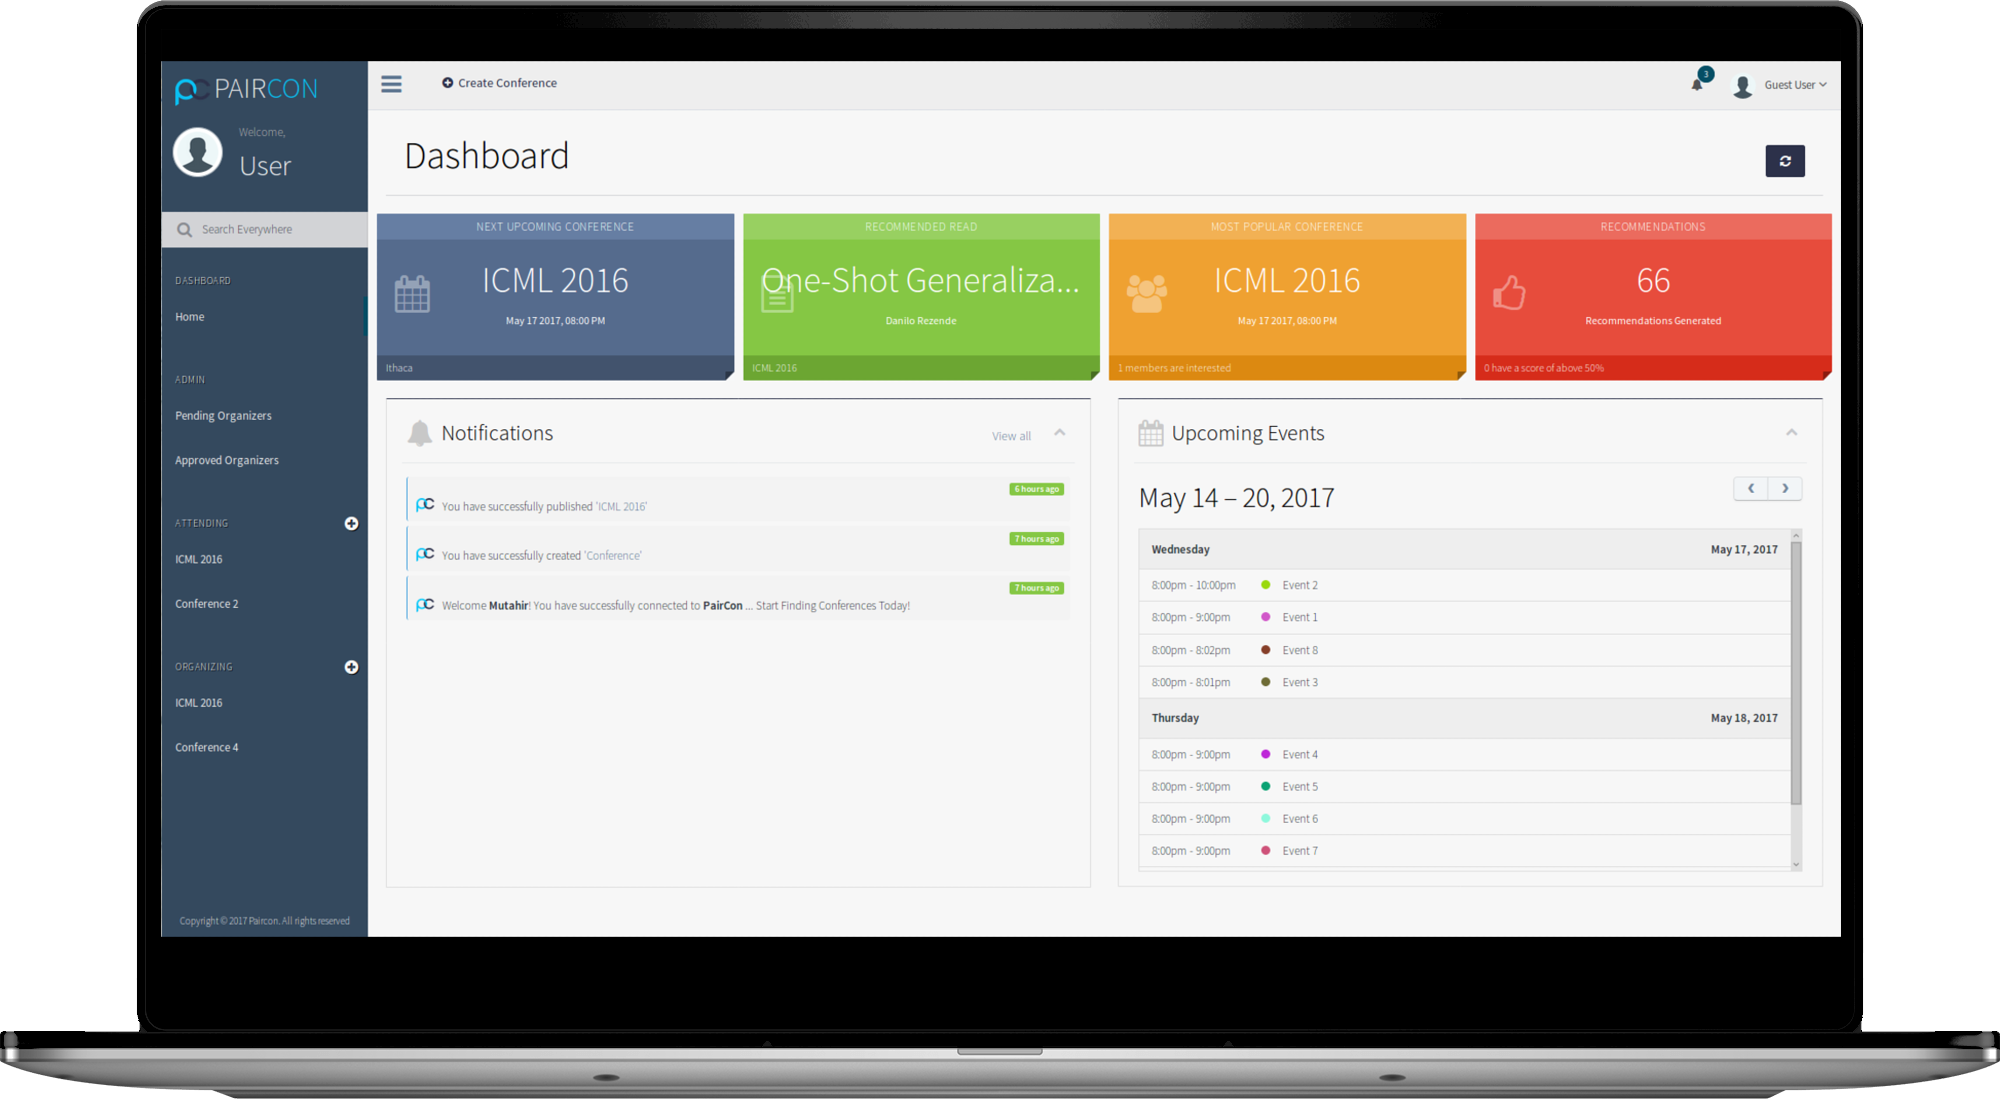 PAIRCON
Welcome,
User
Search Everywhere
DASHBOARD
Home
ADMIN
Pending Organizers
Approved Organizers
ATTENDING
ICML 2016
Conference 2
ORGANIZING
ICML 2016
Conference 4
Copyright © 2017 Paircon. All rights reserved
Create Conference
3
Guest User
Dashboard
NEXT UPCOMING CONFERENCE
ICML 2016
May 17 2017, 08:00 PM
Ithaca
RECOMMENDED READ
One-Shot Generaliza...
Danilo Rezende
ICML 2016
MOST POPULAR CONFERENCE
ICML 2016
May 17 2017, 08:00 PM
1 members are interested
RECOMMENDATIONS
66
Recommendations Generated
0 have a score of above 50%
Notifications
View all
6 hours ago
You have successfully published 'ICML 2016'
7 hours ago
You have successfully created 'Conference'
7 hours ago
Welcome Mutahir! You have successfully connected to PairCon ... Start Finding Conferences Today!
Upcoming Events
May 14 – 20, 2017
Wednesday May 17, 2017
8:00pm - 10:00pm Event 2
8:00pm - 9:00pm Event 1
8:00pm - 8:02pm Event 8
8:00pm - 8:01pm Event 3
Thursday May 18, 2017
8:00pm - 9:00pm Event 4
8:00pm - 9:00pm Event 5
8:00pm - 9:00pm Event 6
8:00pm - 9:00pm Event 7